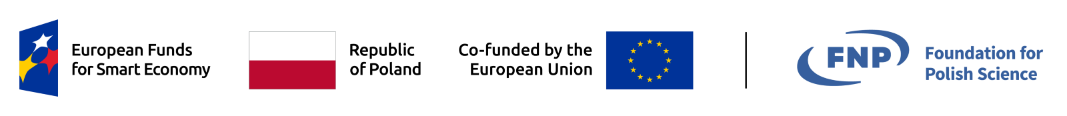 European Funds
for Smart Economy
Republic
of Poland
Co-funded by the
European Union
FNP
Foundation for
Polish Science